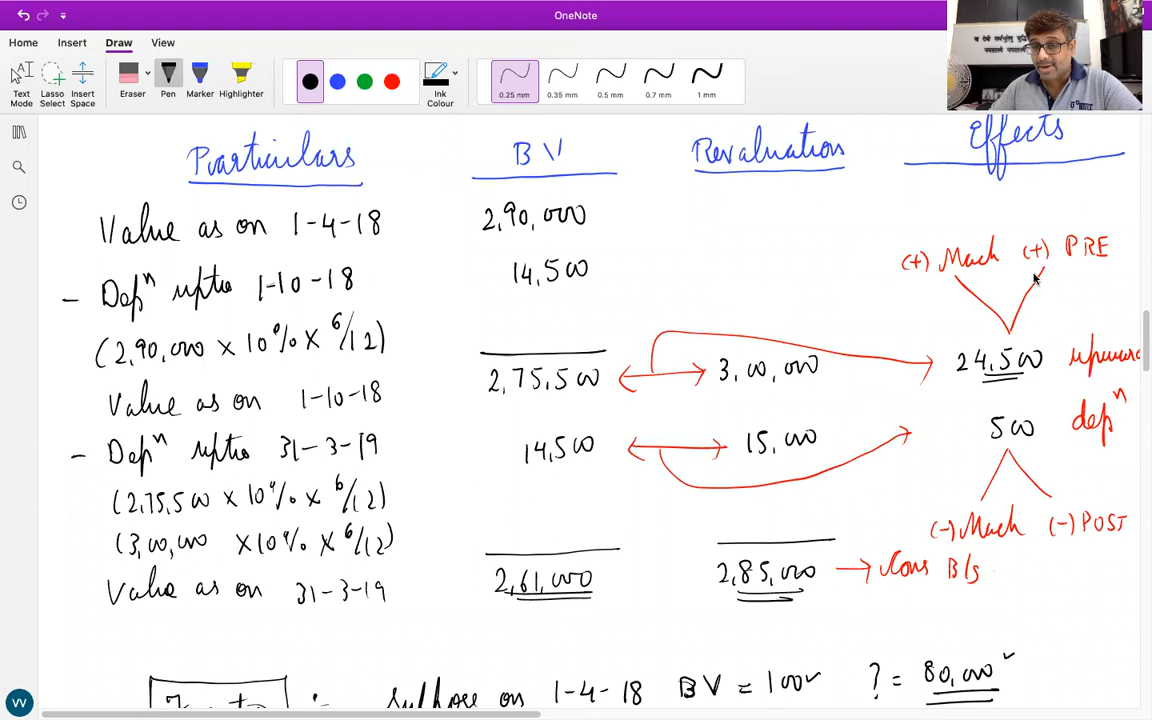 OneNote
Home Insert Draw View
Text Mode
Lasso Select
Insert Space
Eraser
Pen
Marker
Highlighter
Ink Colour
0.25 mm
0.35 mm
0.5 mm
0.7 mm
1 mm
Particulars BV Revaluation Effects
Value as on 1-4-18 2,90,000
- Depⁿ upto 1-10-18 14,500
(+) Mach (+) PRE
(2,90,000 x 10% x 6/12)
2,75,500 3,00,000 24,500
Value as on 1-10-18
- Depⁿ upto 31-3-19 14,500 15,000 500 depⁿ
(2,75,500 x 10% x 6/12)
(3,00,000 x 10% x 6/12)
(-) Mach (-) POST
Value as on 31-3-19 2,61,000 2,85,000 → Cons B/s
:- suppose on 1-4-18 BV = 100 ? = 80,000
VV